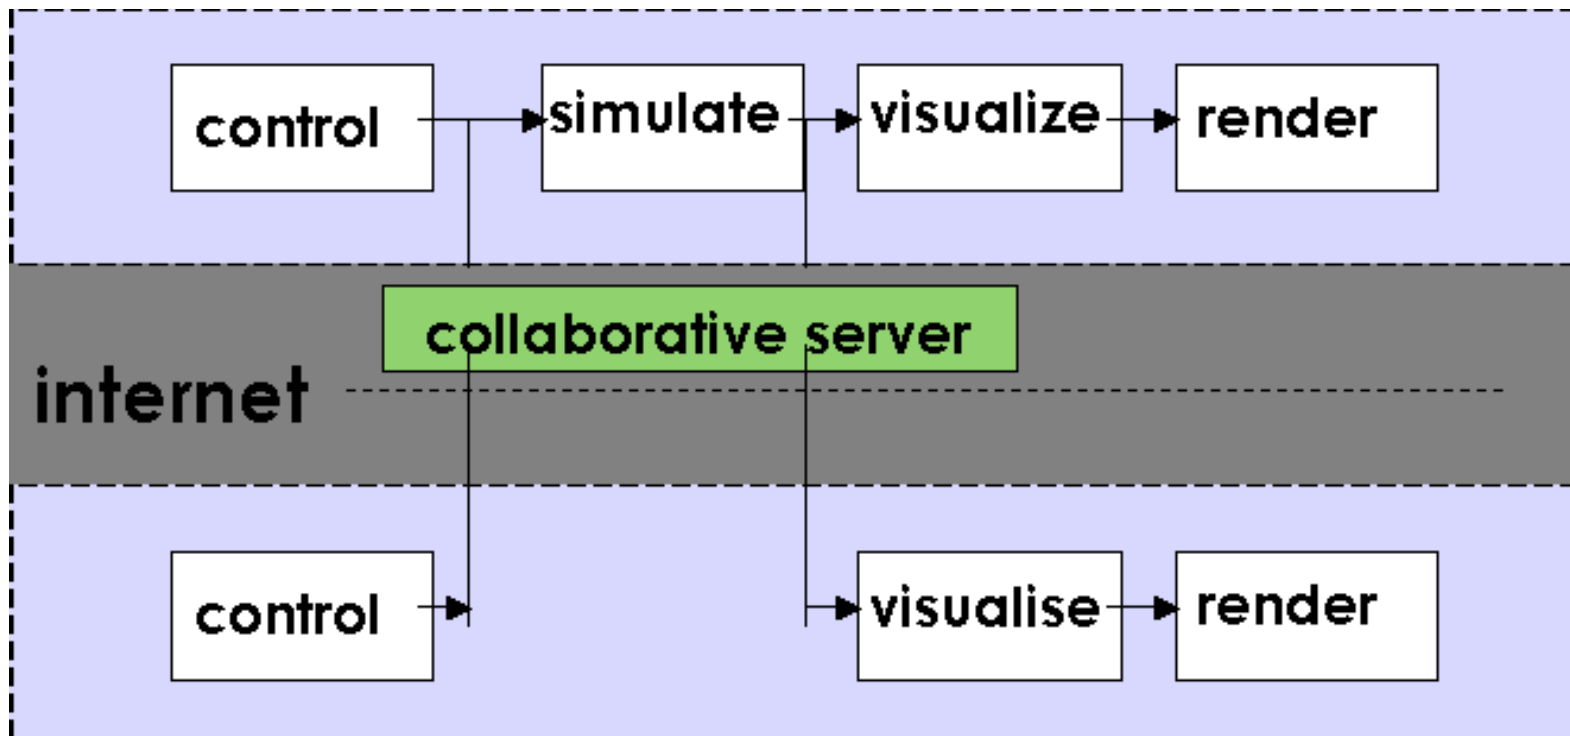 control
simulate
visualize
render
collaborative server
internet
control
visualise
render